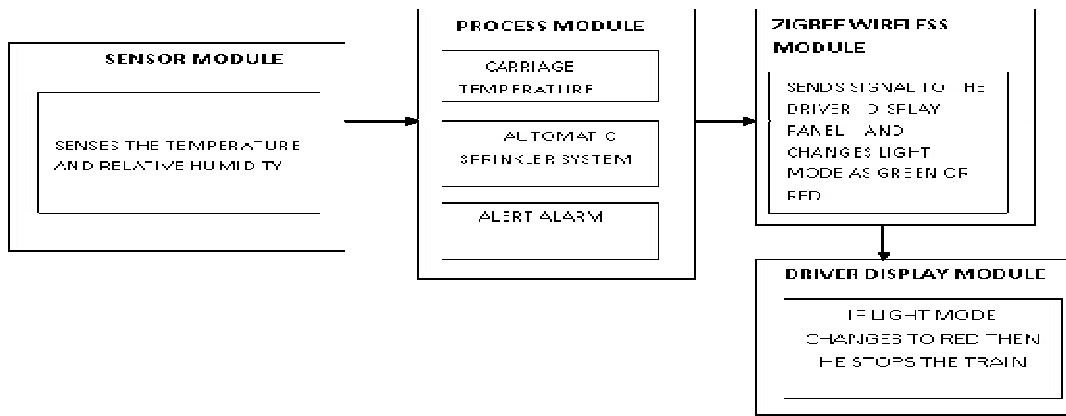 SENSOR MODULE
SENSES THE TEMPERATURE
AND RELATIVE HUMIDITY
PROCESS MODULE
CARRIAGE
TEMPERATURE
AUTOMATIC
SPRINKLER SYSTEM
ALERT ALARM
ZIGBEE WIRELESS
MODULE
SENDS SIGNAL TO THE
DRIVER DISPLAY
PANEL AND
CHANGES LIGHT
MODE AS GREEN OR
RED
DRIVER DISPLAY MODULE
IF LIGHT MODE
CHANGES TO RED THEN
HE STOPS THE TRAIN